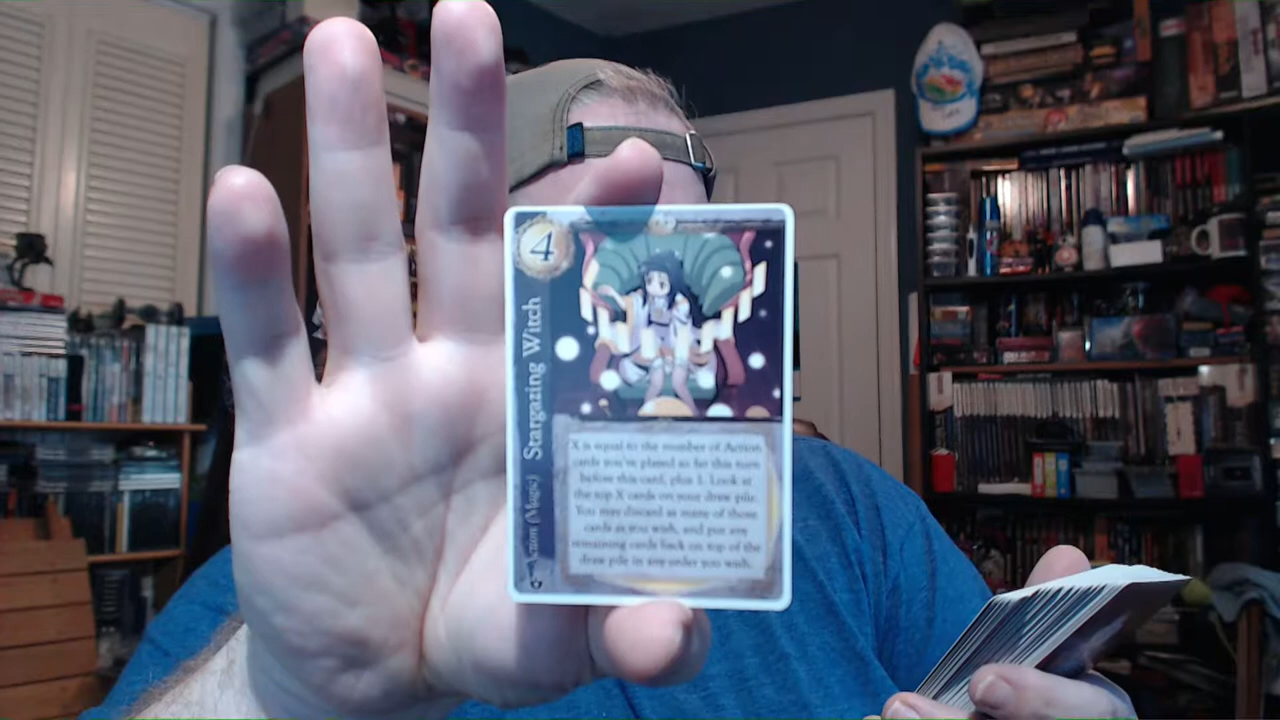 4
Stargazing Witch
Action (Magic)
X is equal to the number of Action
cards you've played so far this turn
before this card, plus 1. Look at
the top X cards on your draw pile.
You may discard as many of those
cards as you wish, and put any
remaining cards back on top of the
draw pile in any order you wish.